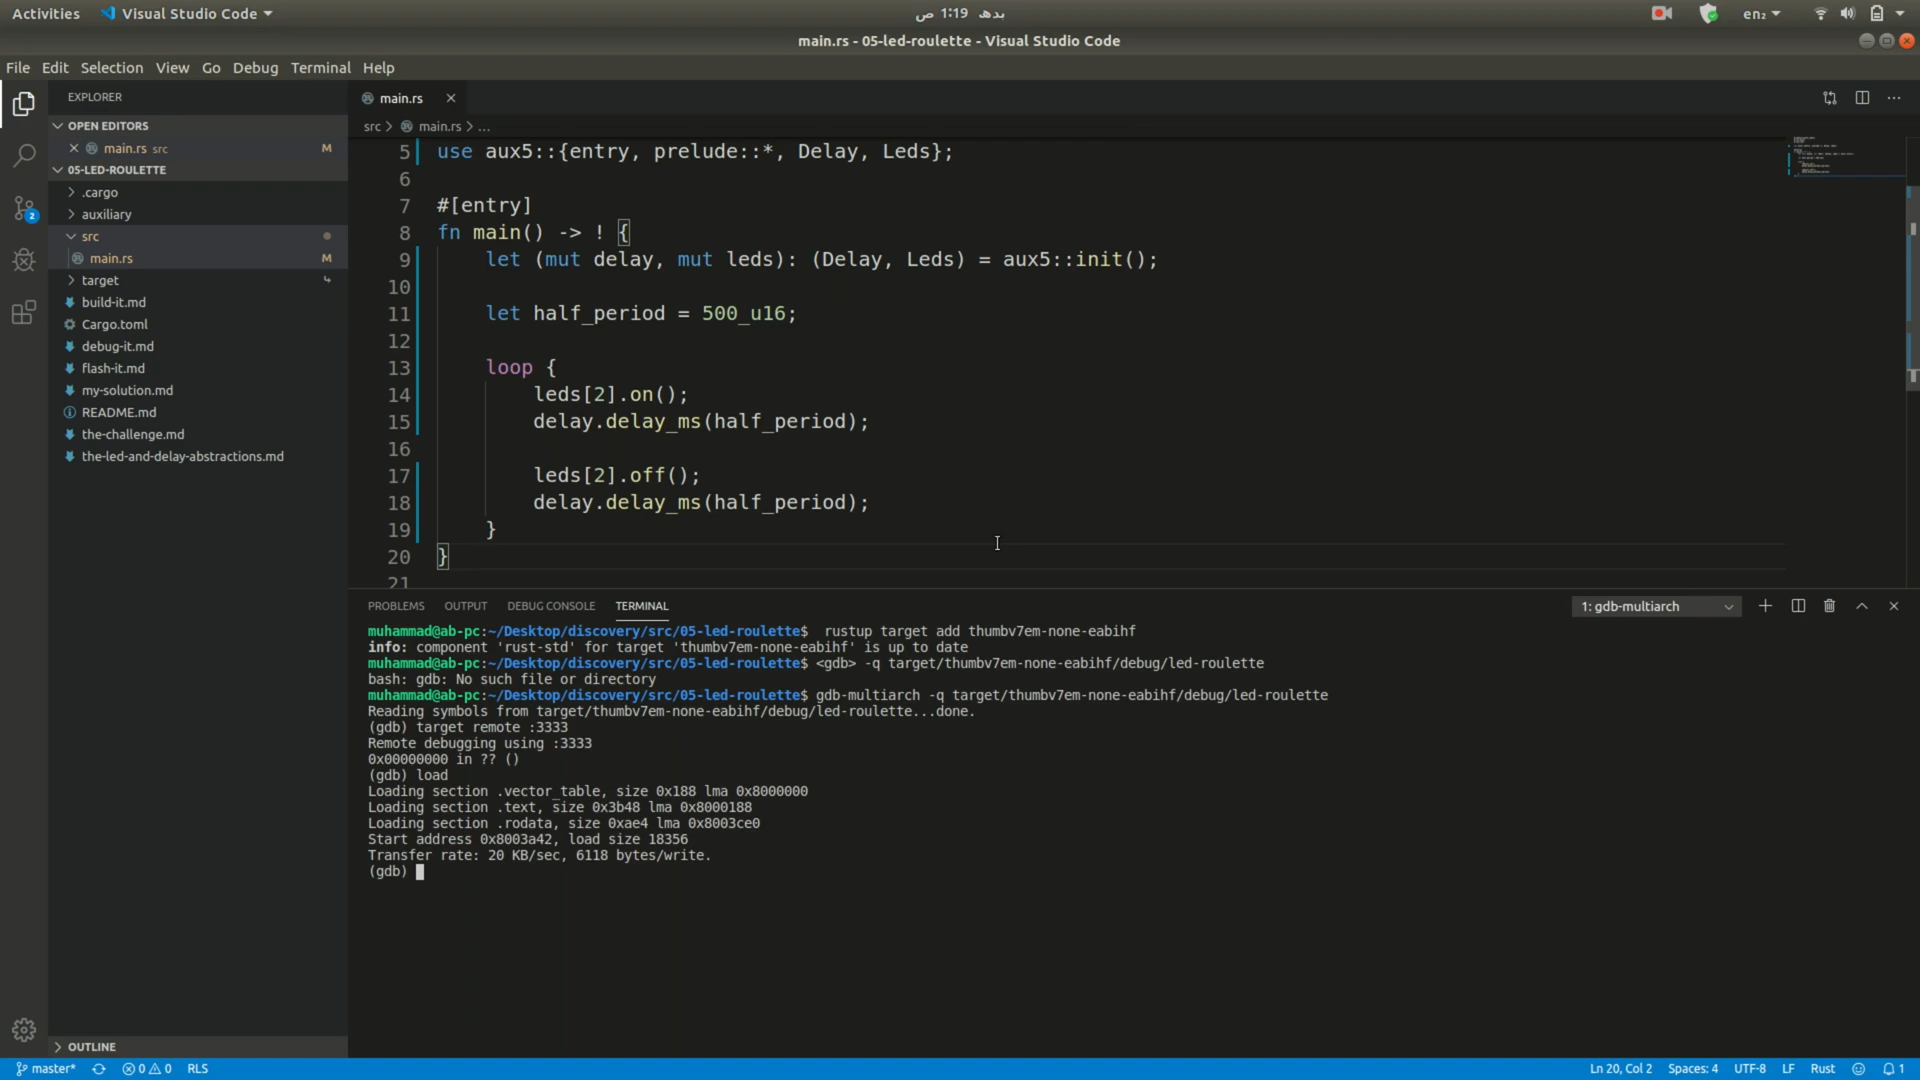 Activities Visual Studio Code بدھ 1:19 ص en₂
main.rs - 05-led-roulette - Visual Studio Code
File Edit Selection View Go Debug Terminal Help
EXPLORER
OPEN EDITORS
main.rs src M
05-LED-ROULETTE
.cargo
auxiliary
src
main.rs M
target
build-it.md
Cargo.toml
debug-it.md
flash-it.md
my-solution.md
README.md
the-challenge.md
the-led-and-delay-abstractions.md
OUTLINE
2
main.rs
src > main.rs > ...
5 use aux5::{entry, prelude::*, Delay, Leds};
6
7 #[entry]
8 fn main() -> ! {
9 let (mut delay, mut leds): (Delay, Leds) = aux5::init();
10
11 let half_period = 500_u16;
12
13 loop {
14 leds[2].on();
15 delay.delay_ms(half_period);
16
17 leds[2].off();
18 delay.delay_ms(half_period);
19 }
20 }
21
PROBLEMS OUTPUT DEBUG CONSOLE TERMINAL 1: gdb-multiarch
muhammad@ab-pc:~/Desktop/discovery/src/05-led-roulette$ rustup target add thumbv7em-none-eabihf
info: component 'rust-std' for target 'thumbv7em-none-eabihf' is up to date
muhammad@ab-pc:~/Desktop/discovery/src/05-led-roulette$ <gdb> -q target/thumbv7em-none-eabihf/debug/led-roulette
bash: gdb: No such file or directory
muhammad@ab-pc:~/Desktop/discovery/src/05-led-roulette$ gdb-multiarch -q target/thumbv7em-none-eabihf/debug/led-roulette
Reading symbols from target/thumbv7em-none-eabihf/debug/led-roulette...done.
(gdb) target remote :3333
Remote debugging using :3333
0x00000000 in ?? ()
(gdb) load
Loading section .vector_table, size 0x188 lma 0x8000000
Loading section .text, size 0x3b48 lma 0x8000188
Loading section .rodata, size 0xae4 lma 0x8003ce0
Start address 0x8003a42, load size 18356
Transfer rate: 20 KB/sec, 6118 bytes/write.
(gdb)
master* 0 0 RLS Ln 20, Col 2 Spaces: 4 UTF-8 LF Rust 1